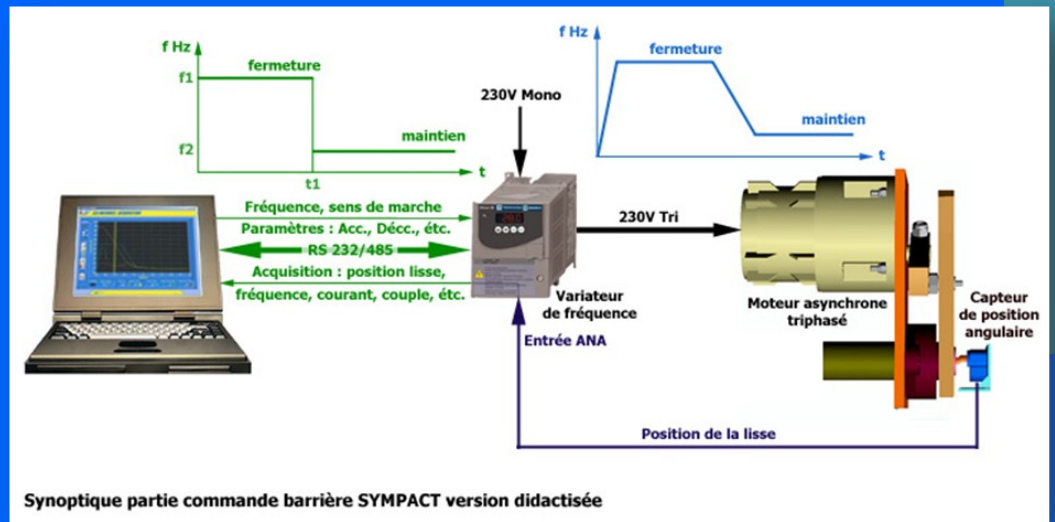 f Hz
f1
fermeture
f2
maintien
t1
t
230V Mono
f Hz
fermeture
maintien
t
Fréquence, sens de marche
Paramètres : Acc., Décc., étc.
RS 232/485
Acquisition : position lisse,
fréquence, courant, couple, étc.
230V Tri
Variateur
de fréquence
Entrée ANA
Moteur asynchrone
triphasé
Capteur
de position
angulaire
Position de la lisse
Synoptique partie commande barrière SYMPACT version didactisée